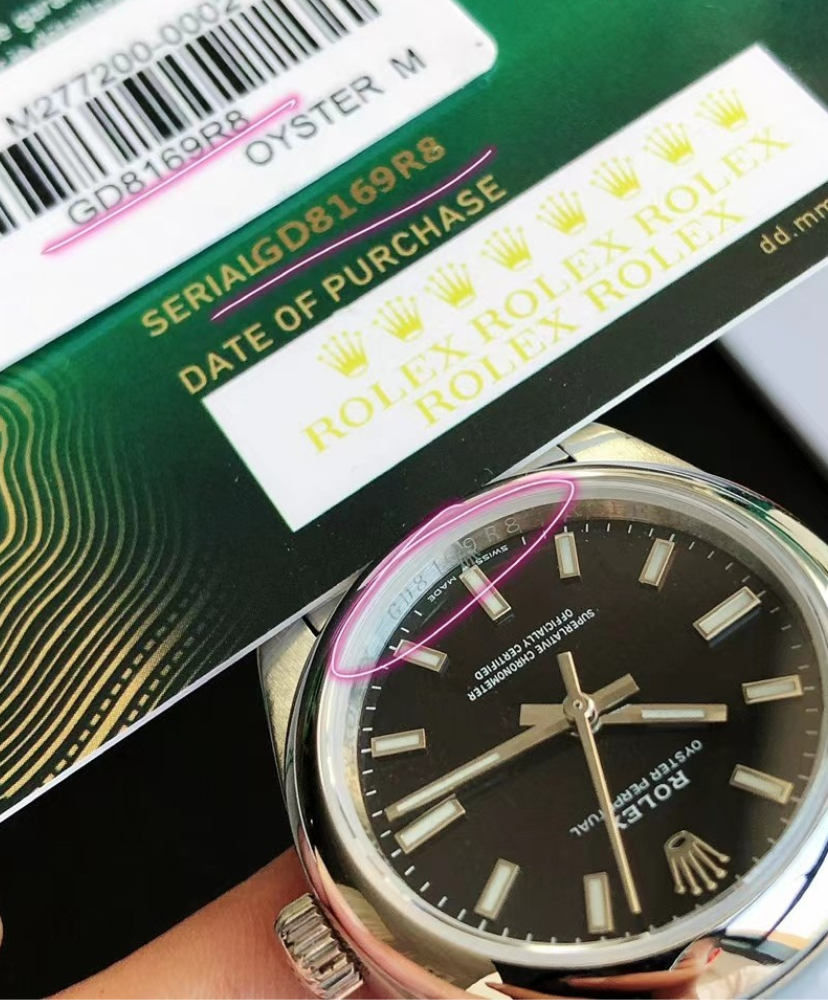 M277200-0002
GD8169R8
OYSTER M
SERIAL GD8169R8
DATE OF PURCHASE
dd.mm
ROLEX ROLEX ROLEX
ROLEX ROLEX
GD8169R8
SWISS MADE
ROLEX
OYSTER PERPETUAL
SUPERLATIVE CHRONOMETER
OFFICIALLY CERTIFIED